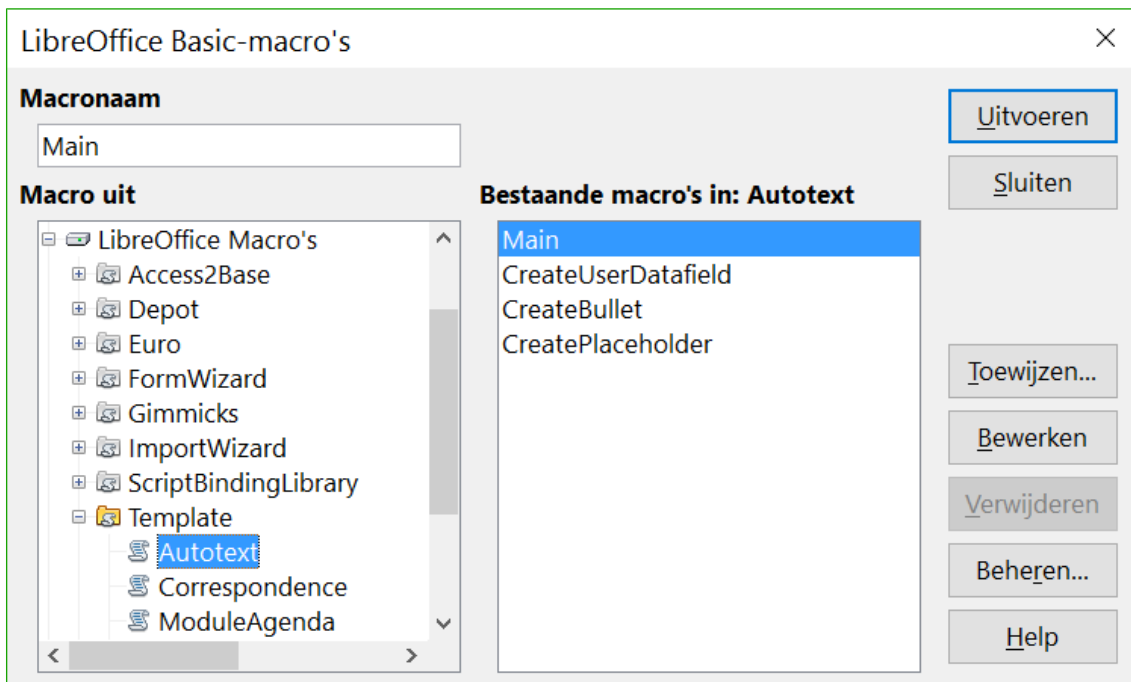 LibreOffice Basic-macro's
Macronaam
Main
Macro uit
LibreOffice Macro's
Access2Base
Depot
Euro
FormWizard
Gimmicks
ImportWizard
ScriptBindingLibrary
Template
Autotext
Correspondence
ModuleAgenda
Bestaande macro's in: Autotext
Main
CreateUserDatafield
CreateBullet
CreatePlaceholder
Uitvoeren
Sluiten
Toewijzen...
Bewerken
Verwijderen
Beheren...
Help